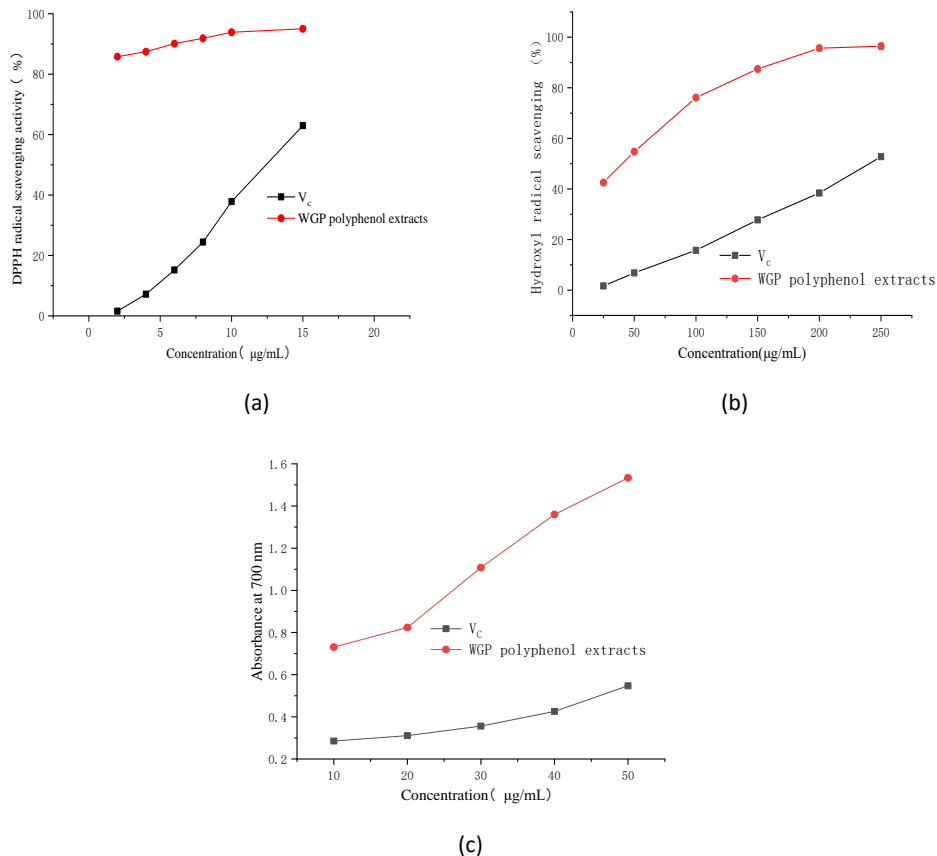 100
80
60
40
20
0
DPPH radical scavenging activity ( %)
V_c
WGP polyphenol extracts
0 5 10 15 20
Concentration( μg/mL)
(a)
100
80
60
40
20
0
Hydroxyl radical scavenging (%)
V_c
WGP polyphenol extracts
0 50 100 150 200 250
Concentration(μg/mL)
(b)
1.6
1.4
1.2
1.0
0.8
0.6
0.4
0.2
Absorbance at 700 nm
V_C
WGP polyphenol extracts
10 20 30 40 50
Concentration( μg/mL)
(c)